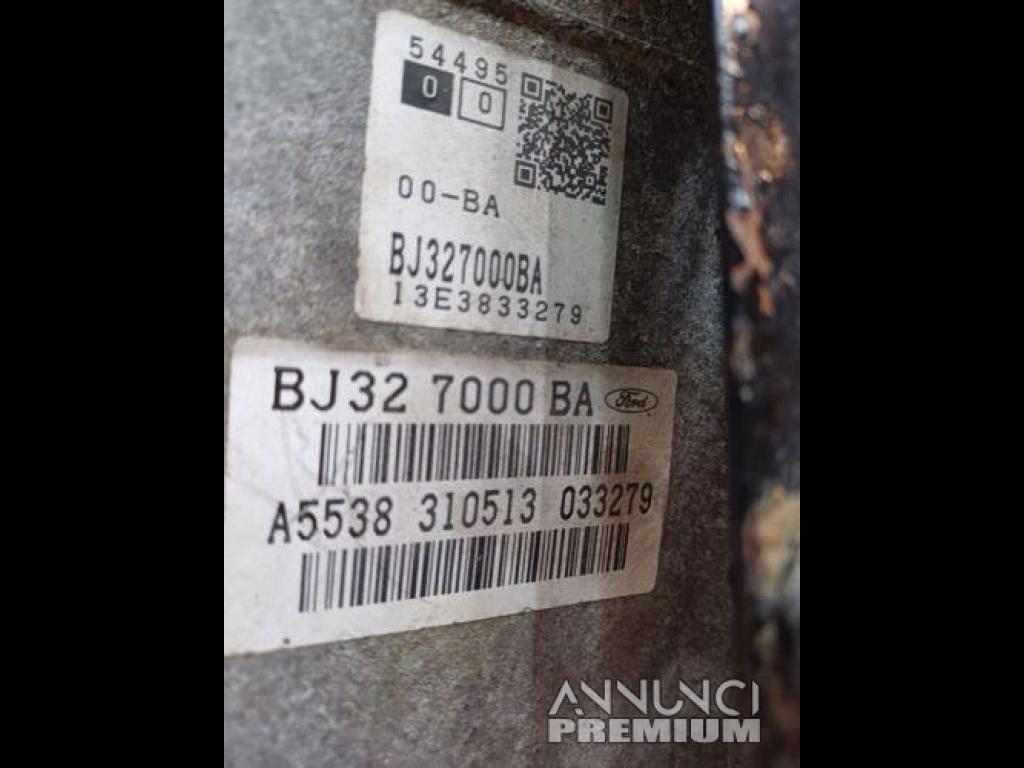 54495
0 0
00-BA
BJ327000BA
13E3833279
BJ32 7000 BA Ford
A5538 310513 033279
ANNUNCI
PREMIUM